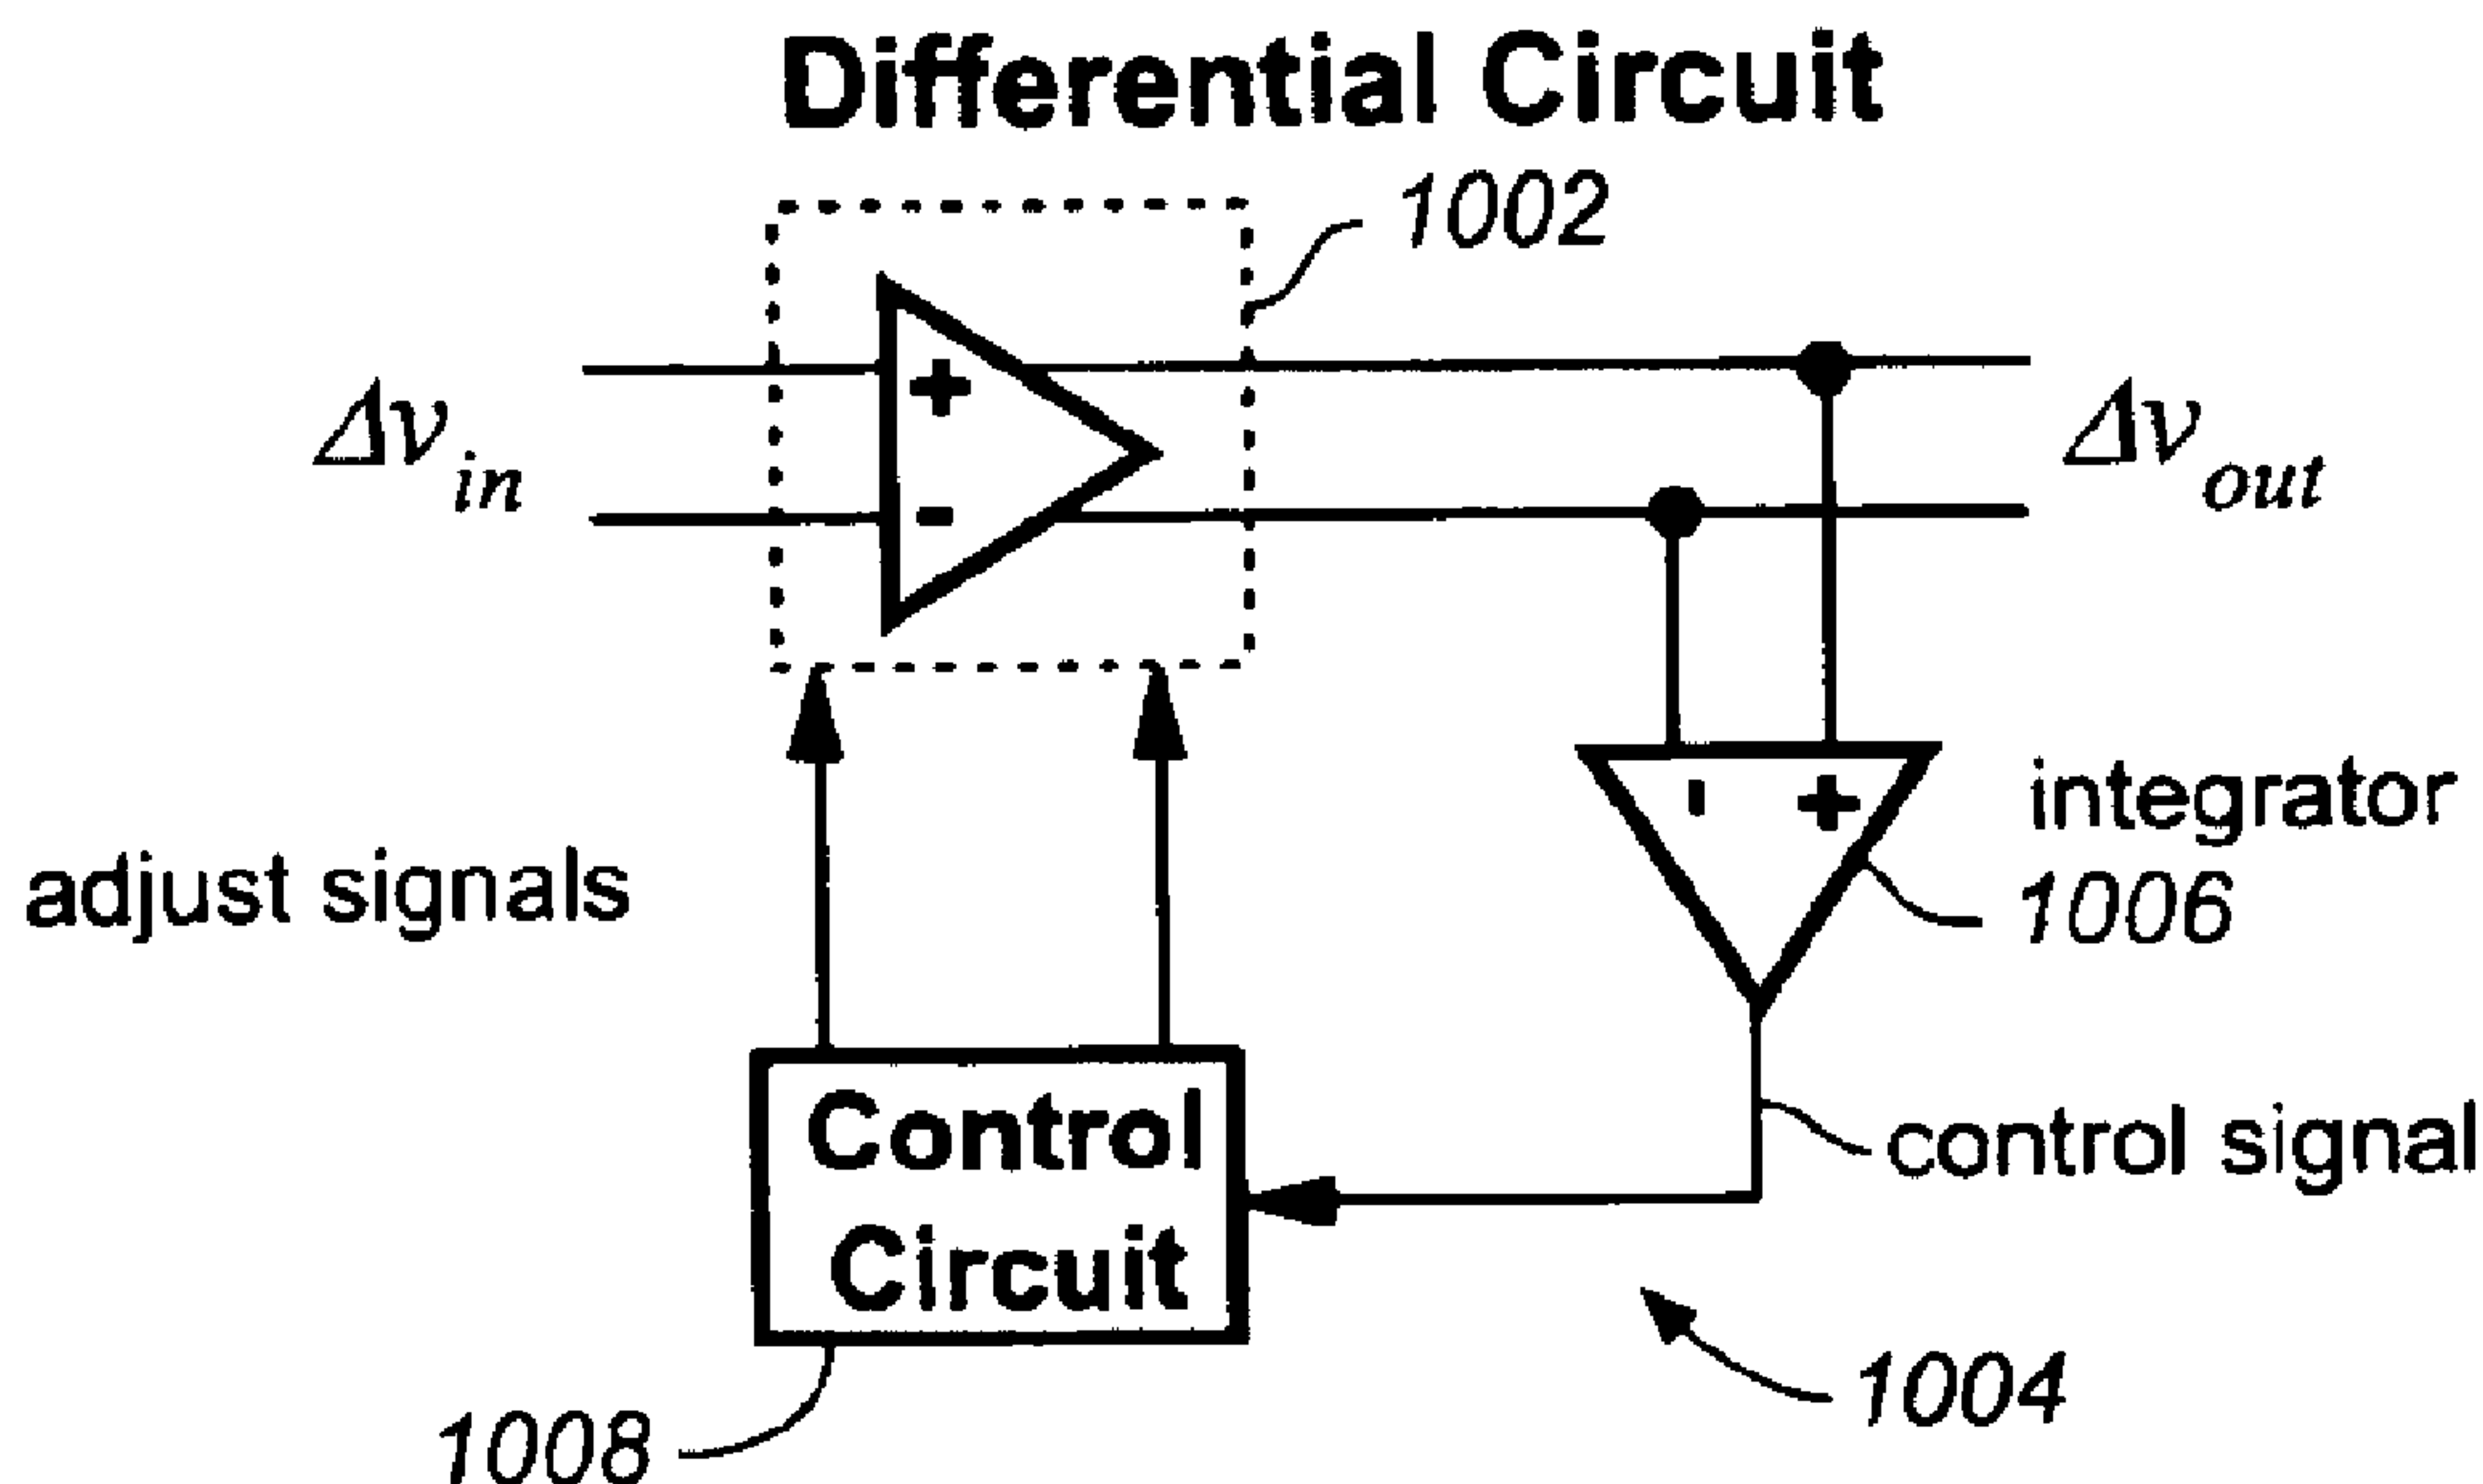 Differential Circuit
1002
+
Δv in
Δv out
-
- +
integrator
1006
adjust signals
Control
Circuit
control signal
1004
1008